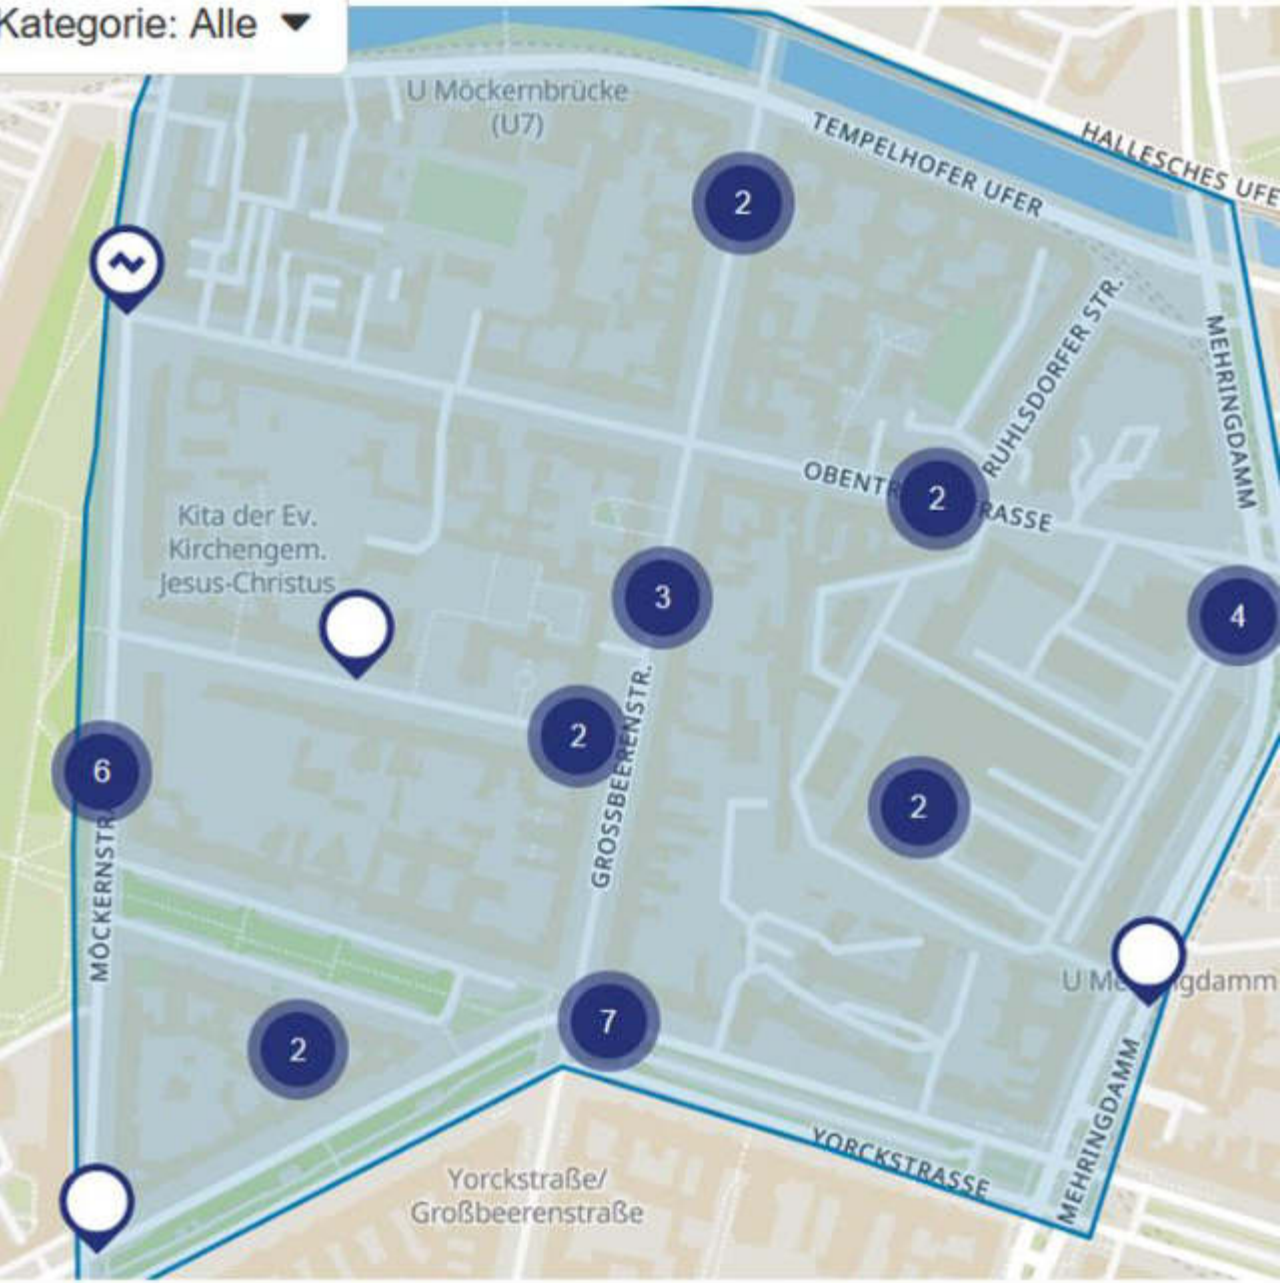 Kategorie: Alle
U Möckernbrücke
(U7)
TEMPELHOFER UFER
HALLESCHES UFE
2
RUHLSDORFER STR.
MEHRINGDAMM
OBENTR
2
RASSE
Kita der Ev.
Kirchengem.
Jesus-Christus
3
4
2
GROSSBEERENSTR.
6
2
MÖCKERNSTR
U Me
ngdamm
7
2
MEHRINGDAMM
YORCKSTRASSE
Yorckstraße/
Großbeerenstraße